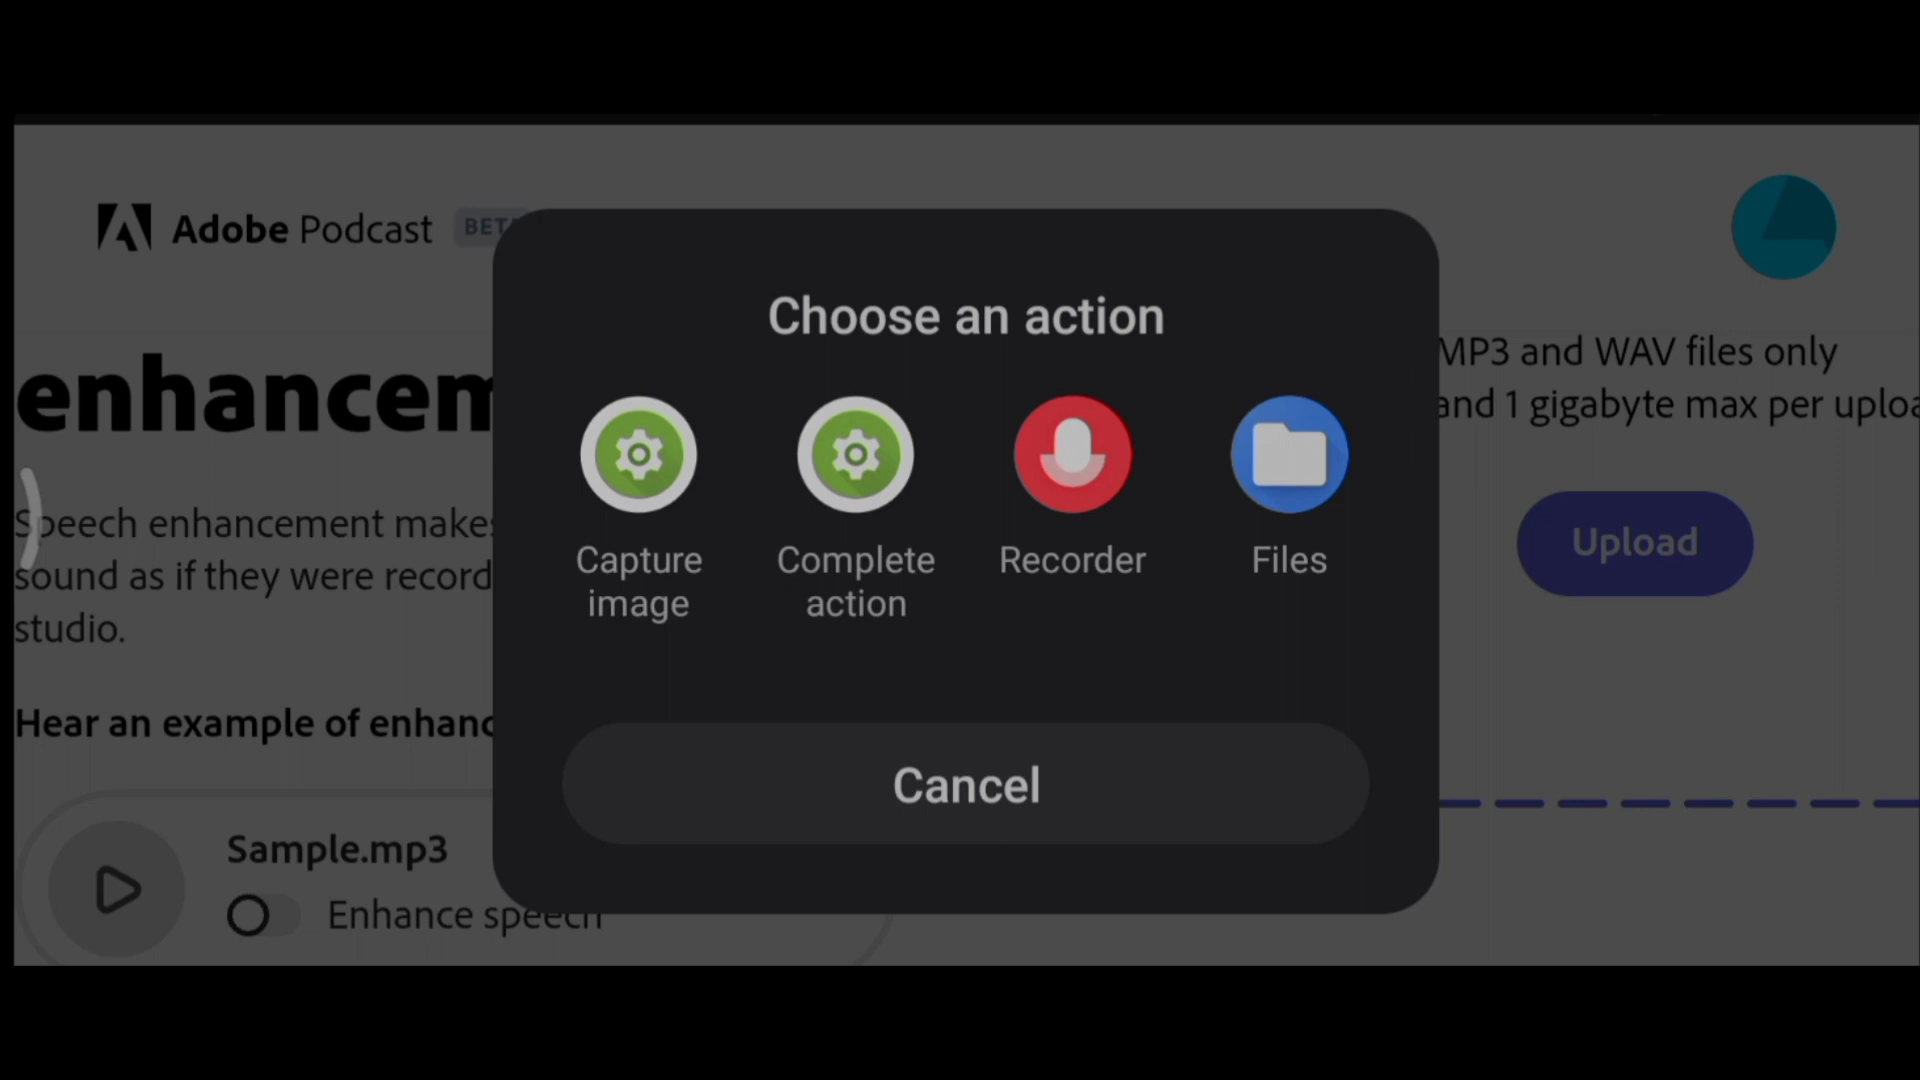 Adobe Podcast
enhancem
Speech enhancement makes
sound as if they were record
studio.
Hear an example of enhanc
Sample.mp3
Enhance speech
Choose an action
Capture
image
Complete
action
Recorder
Files
Cancel
MP3 and WAV files only
and 1 gigabyte max per uploa
Upload